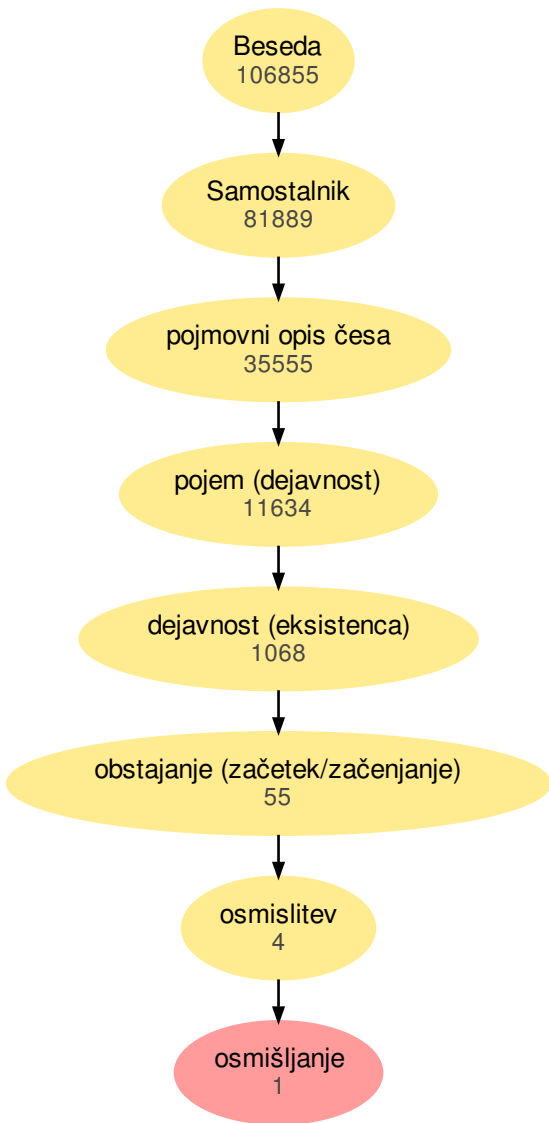 Beseda
106855
Samostalnik
81889
pojmovni opis česa
35555
pojem (dejavnost)
11634
dejavnost (eksistenca)
1068
obstajanje (začetek/začenjanje)
55
osmislitev
4
osmišljanje
1